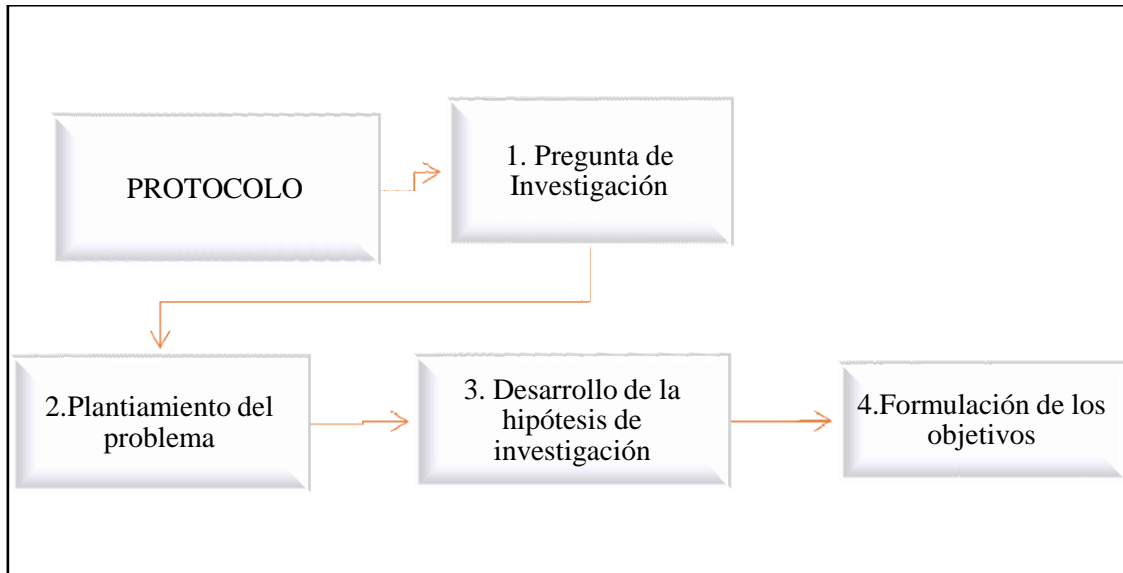 PROTOCOLO
1. Pregunta de
Investigación
2.Plantiamiento del
problema
3. Desarrollo de la
hipótesis de
investigación
4.Formulación de los
objetivos